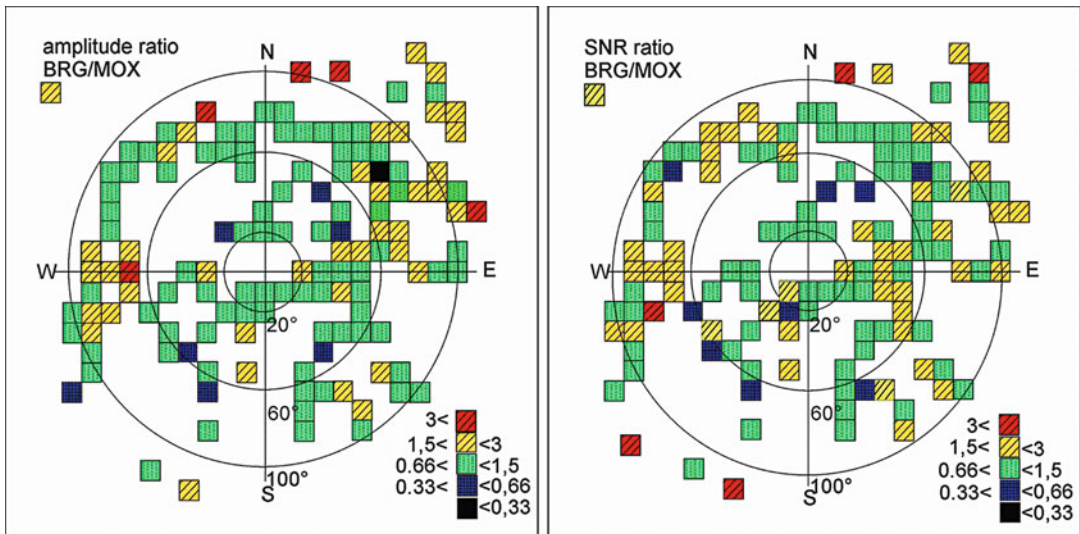 amplitude ratio
BRG/MOX
N
W
E
20°
60°
100°
S
3<
1,5< <3
0.66< <1,5
0.33< <0,66
<0,33
SNR ratio
BRG/MOX
N
W
E
20°
60°
100°
S
3<
1,5< <3
0.66< <1,5
0.33< <0,66
<0,33